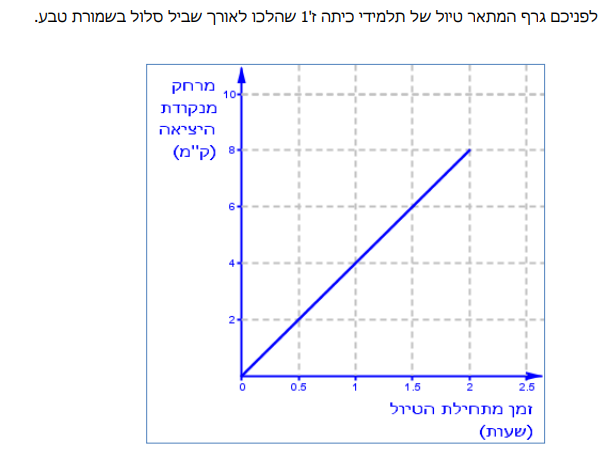 לפניכם גרף המתאר טיול של תלמידי כיתה ז'1 שהלכו לאורך שביל סלול בשמורת טבע.
מרחק
מנקודת
היציאה
(ק"מ)
10
8
6
4
2
0 0.5 1 1.5 2 2.5
זמן מתחילת הטיול
(שעות)